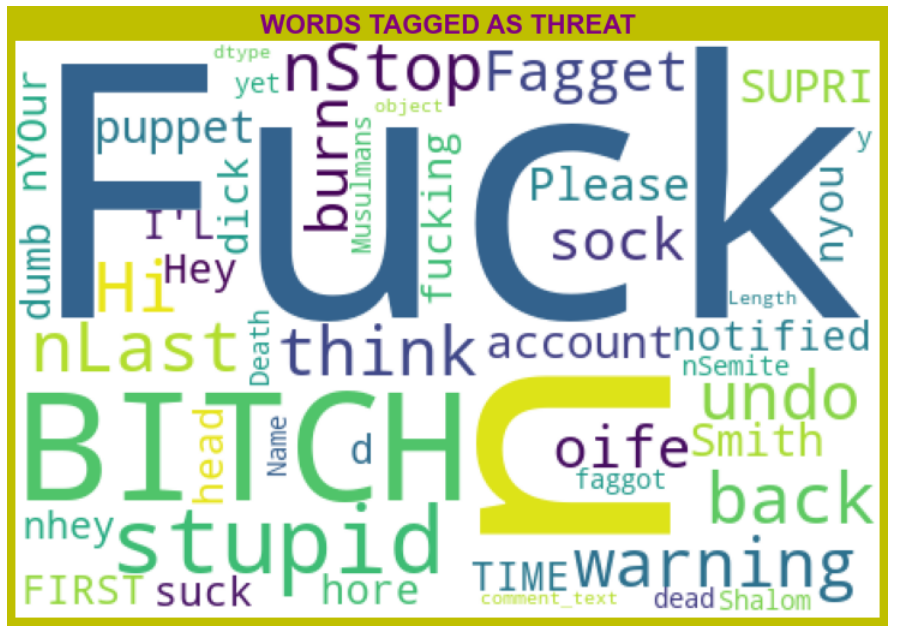 WORDS TAGGED AS THREAT
dtype
yet
nStop
Fagget
SUPRI
object
nYOur
puppet
burn
Musulmans
fucking
Please
y
Fuck
dick
I'L
sock
nyou
dumb
Hi
Hey
Length
nLast
Death
think
account
notified
nSemite
BITCH
head
Name
d
n
oife
undo
Smith
faggot
back
nhey
stupid
TIME
warning
FIRST
suck
hore
comment_text
dead
Shalom